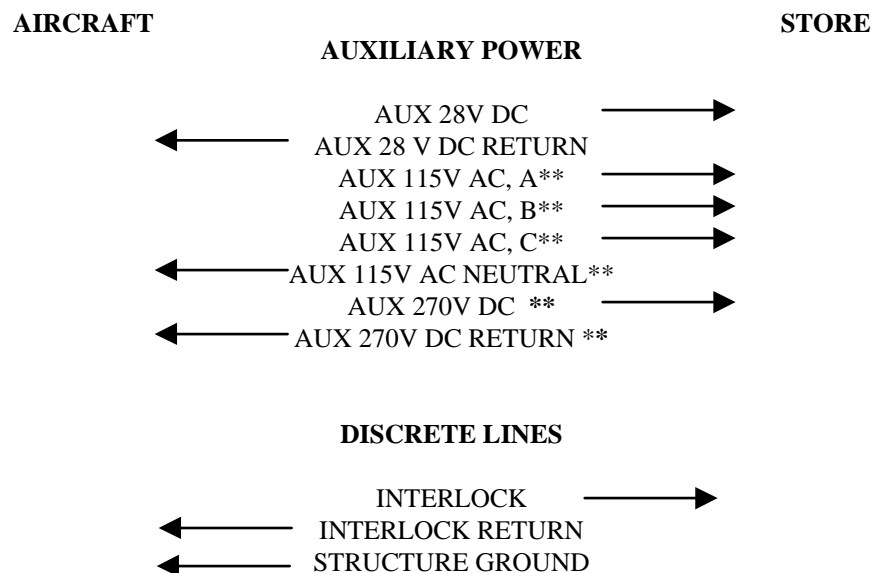 AIRCRAFT STORE
AUXILIARY POWER
AUX 28V DC
AUX 28 V DC RETURN
AUX 115V AC, A**
AUX 115V AC, B**
AUX 115V AC, C**
AUX 115V AC NEUTRAL**
AUX 270V DC **
AUX 270V DC RETURN **
DISCRETE LINES
INTERLOCK
INTERLOCK RETURN
STRUCTURE GROUND